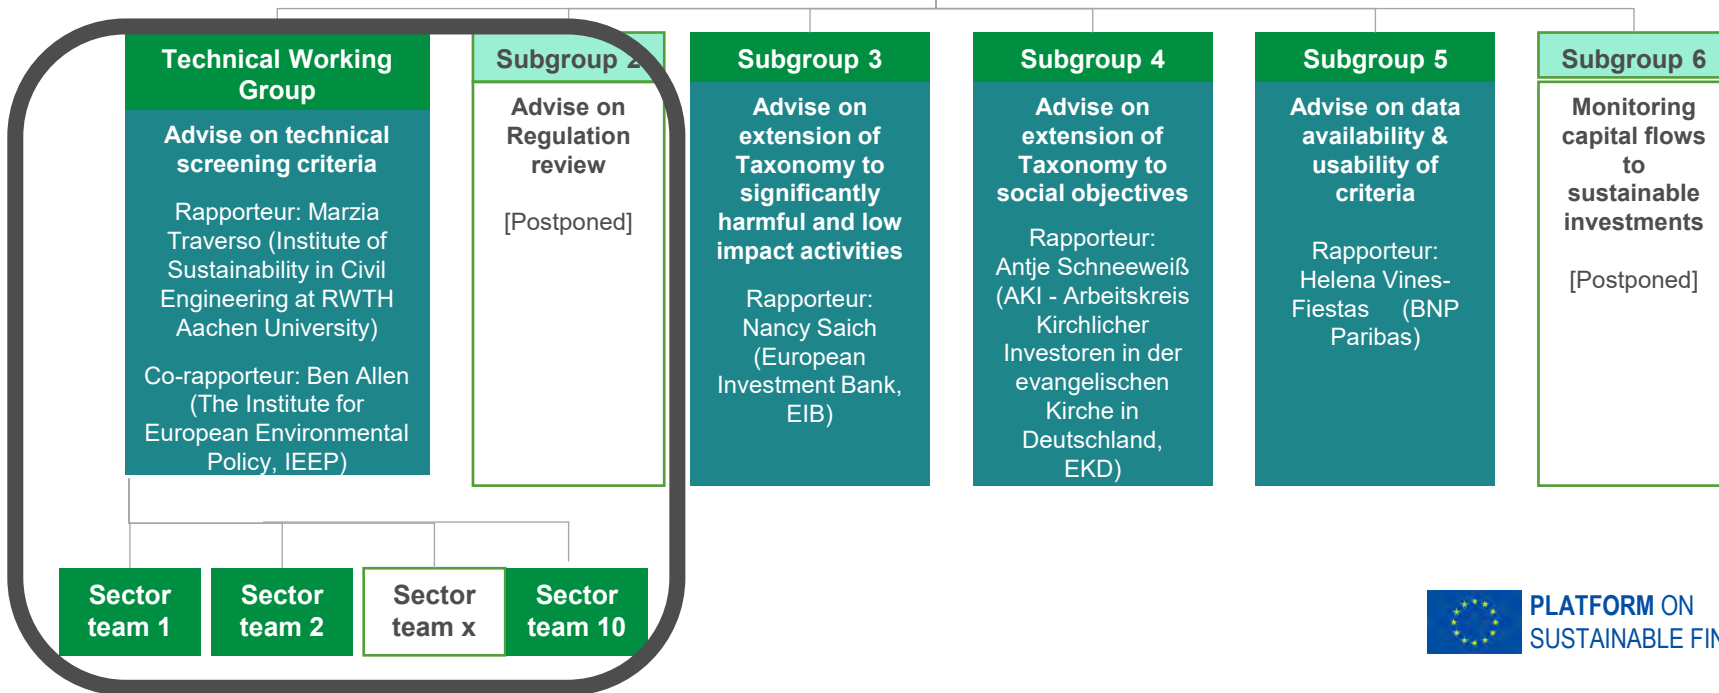 Technical Working
Group
Advise on technical
screening criteria
Rapporteur: Marzia
Traverso (Institute of
Sustainability in Civil
Engineering at RWTH
Aachen University)
Co-rapporteur: Ben Allen
(The Institute for
European Environmental
Policy, IEEP)
Subgroup 2
Advise on
Regulation
review
[Postponed]
Subgroup 3
Advise on
extension of
Taxonomy to
significantly
harmful and low
impact activities
Rapporteur:
Nancy Saich
(European
Investment Bank,
EIB)
Subgroup 4
Advise on
extension of
Taxonomy to
social objectives
Rapporteur:
Antje Schneeweiß
(AKI - Arbeitskreis
Kirchlicher
Investoren in der
evangelischen
Kirche in
Deutschland,
EKD)
Subgroup 5
Advise on data
availability &
usability of
criteria
Rapporteur:
Helena Vines-
Fiestas (BNP
Paribas)
Subgroup 6
Monitoring
capital flows
to
sustainable
investments
[Postponed]
Sector
team 1
Sector
team 2
Sector
team x
Sector
team 10
PLATFORM ON
SUSTAINABLE FIN